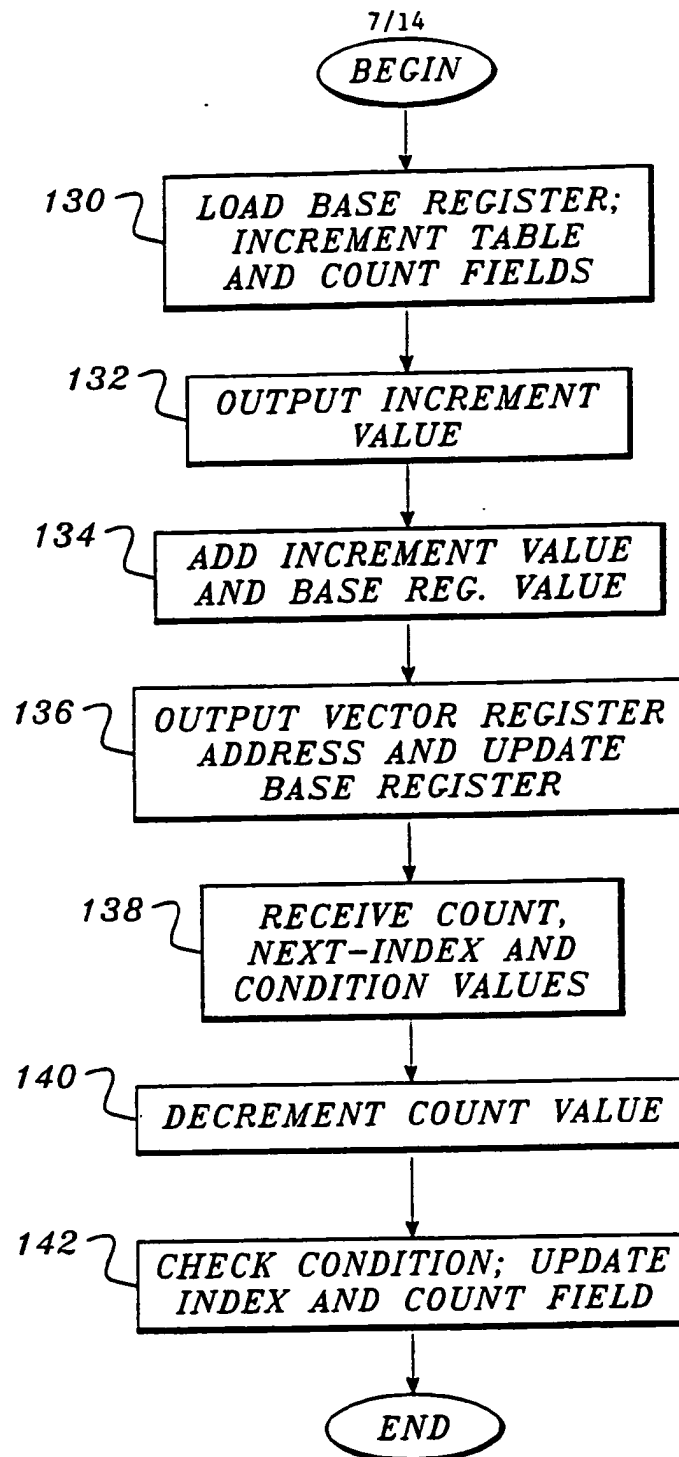 7/14
BEGIN
130
LOAD BASE REGISTER;
INCREMENT TABLE
AND COUNT FIELDS
132
OUTPUT INCREMENT
VALUE
134
ADD INCREMENT VALUE
AND BASE REG. VALUE
136
OUTPUT VECTOR REGISTER
ADDRESS AND UPDATE
BASE REGISTER
138
RECEIVE COUNT,
NEXT-INDEX AND
CONDITION VALUES
140
DECREMENT COUNT VALUE
142
CHECK CONDITION; UPDATE
INDEX AND COUNT FIELD
END